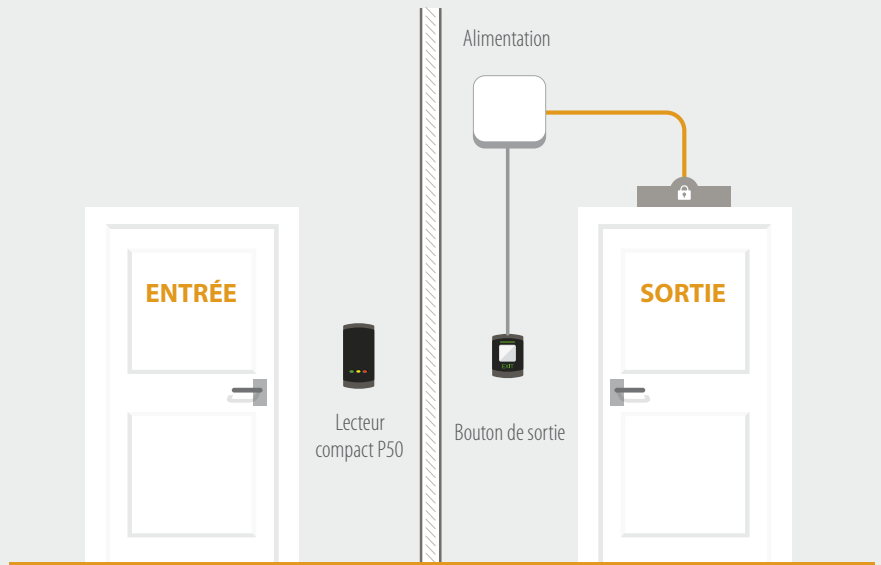 Alimentation
ENTRÉE
SORTIE
EXIT
Lecteur
compact P50
Bouton de sortie